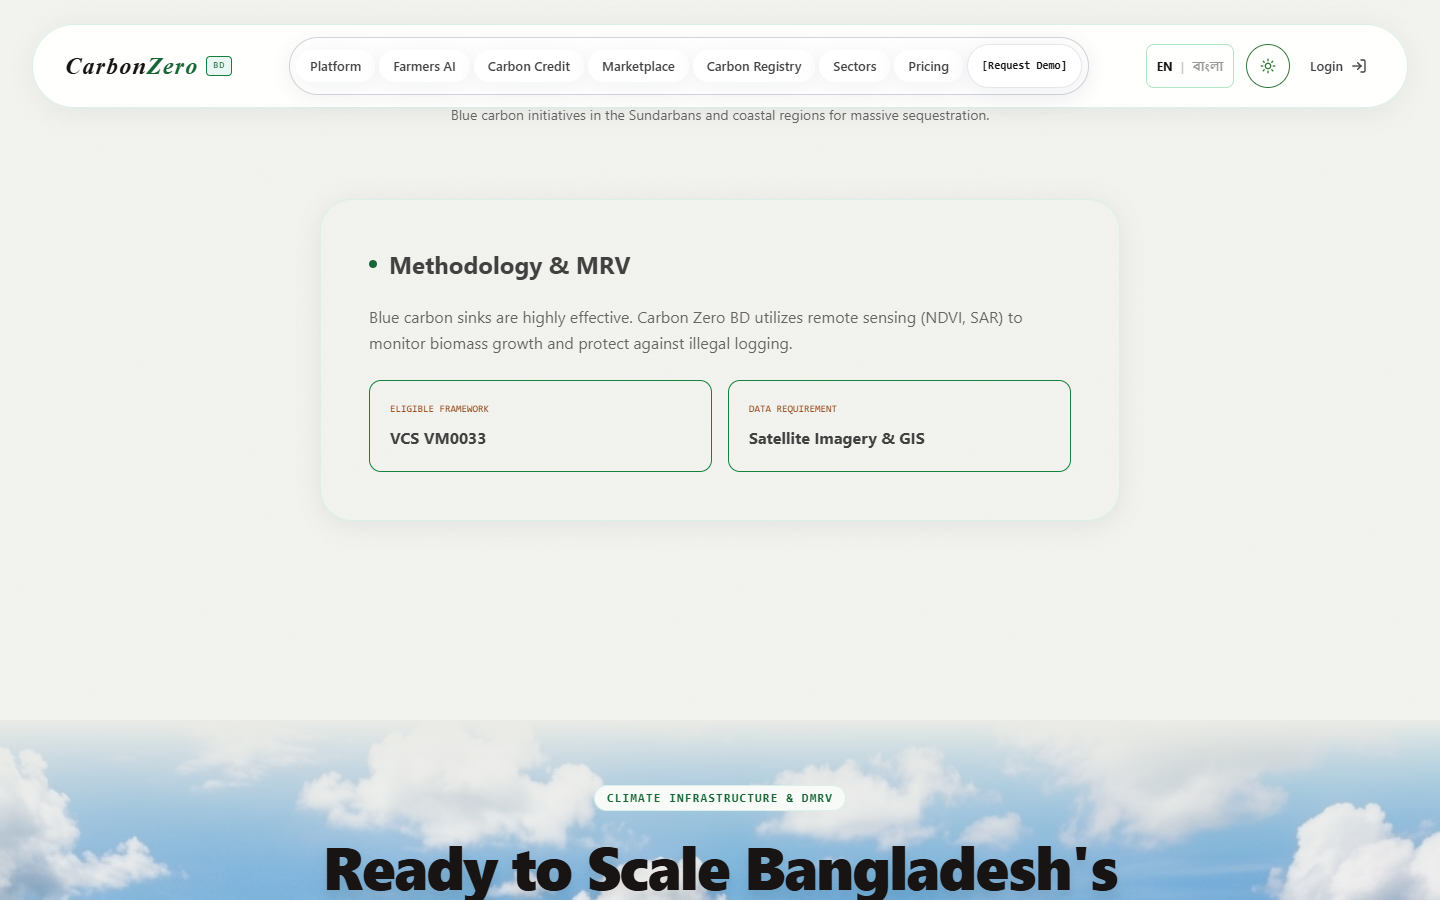 CarbonZero BD
Platform Farmers AI Carbon Credit Marketplace Carbon Registry Sectors Pricing [Request Demo]
EN | বাংলা
Login
Blue carbon initiatives in the Sundarbans and coastal regions for massive sequestration.
Methodology & MRV
Blue carbon sinks are highly effective. Carbon Zero BD utilizes remote sensing (NDVI, SAR) to
monitor biomass growth and protect against illegal logging.
ELIGIBLE FRAMEWORK
VCS VM0033
DATA REQUIREMENT
Satellite Imagery & GIS
CLIMATE INFRASTRUCTURE & DMRV
Ready to Scale Bangladesh's